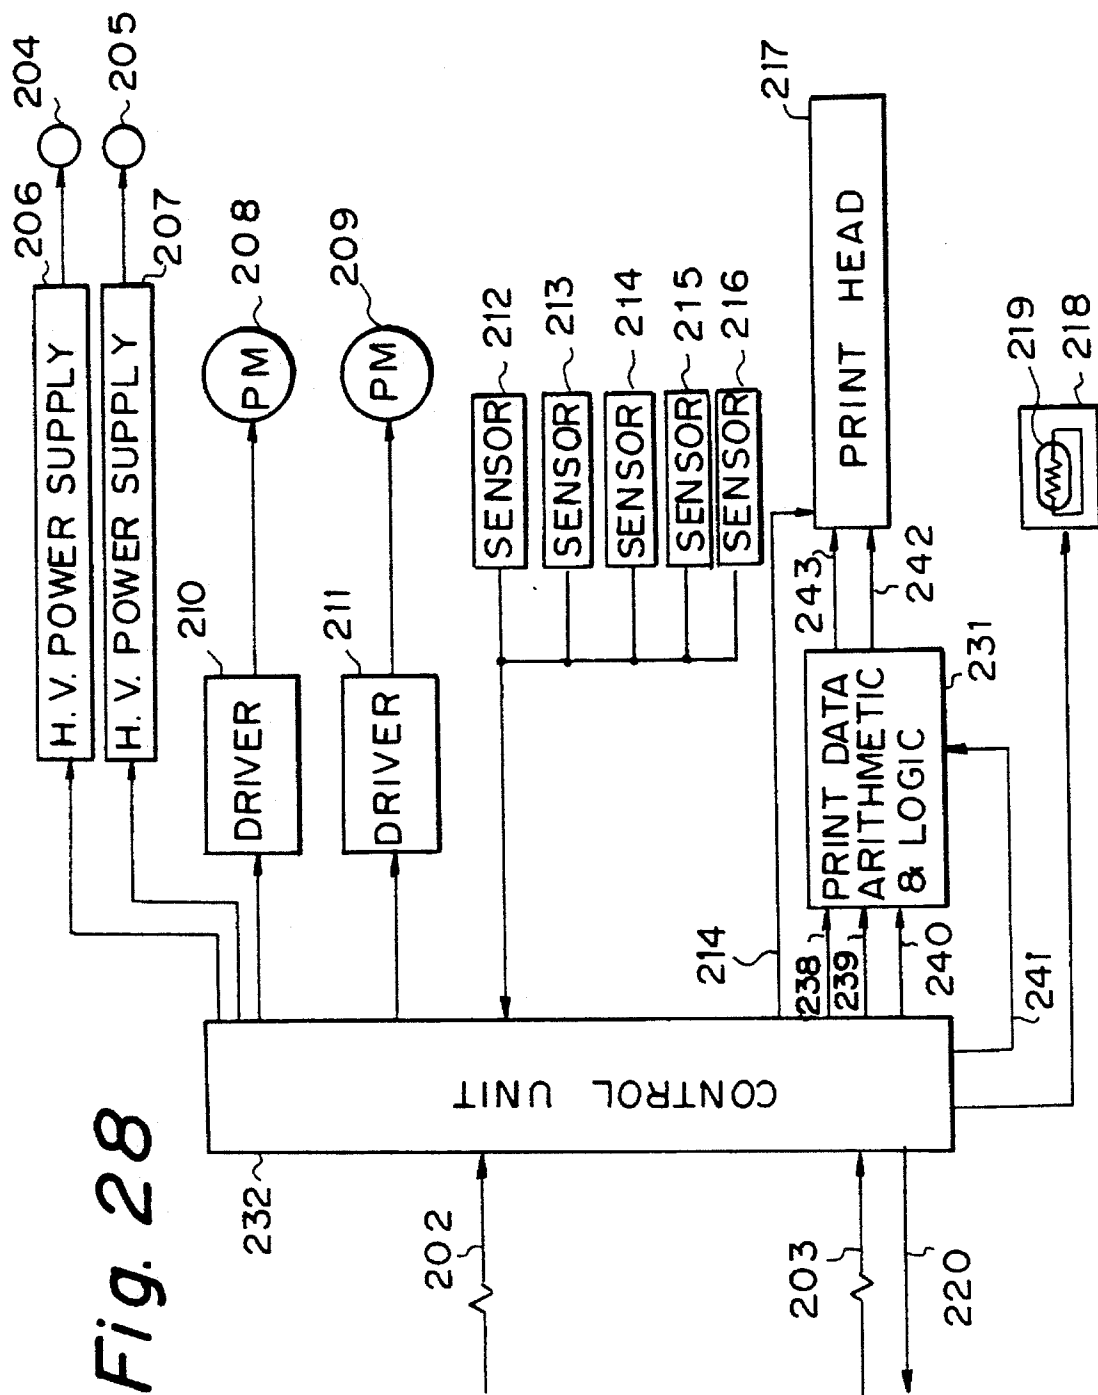 Fig. 28
204
205
206
H. V. POWER SUPPLY
207
H. V. POWER SUPPLY
208
PM
210
DRIVER
209
PM
211
DRIVER
212
SENSOR
213
SENSOR
214
SENSOR
215
SENSOR
216
SENSOR
217
PRINT HEAD
214
243
242
231
PRINT DATA
ARITHMETIC
& LOGIC
238
239
240
241
219
218
232
CONTROL UNIT
202
203
220